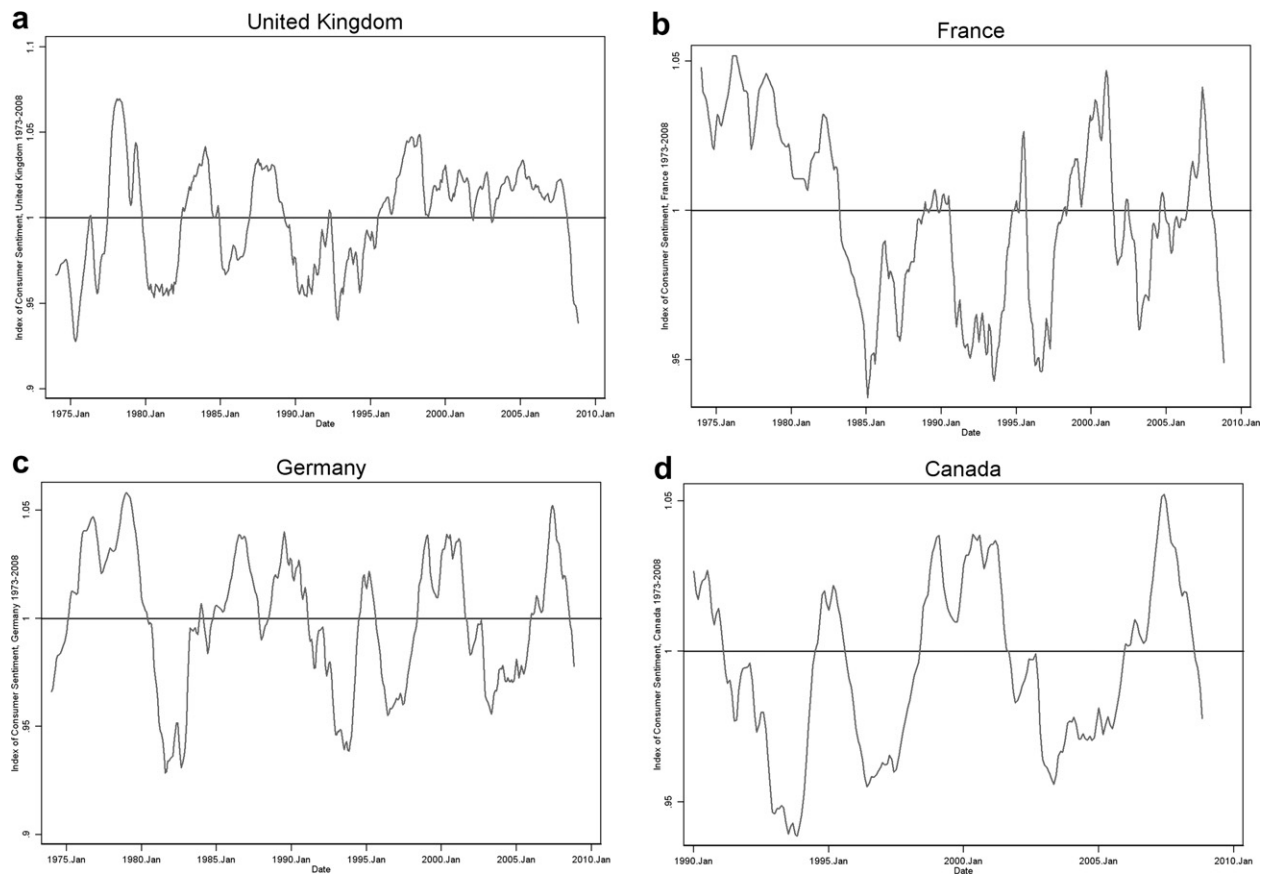 a
United Kingdom
Index of Consumer Sentiment, United Kingdom 1973-2008
1.1
1.05
1
.95
.9
1975.Jan 1980.Jan 1985.Jan 1990.Jan 1995.Jan 2000.Jan 2005.Jan 2010.Jan
Date
b
France
Index of Consumer Sentiment, France 1973-2008
1.05
1
.95
1975.Jan 1980.Jan 1985.Jan 1990.Jan 1995.Jan 2000.Jan 2005.Jan 2010.Jan
Date
c
Germany
Index of Consumer Sentiment, Germany 1973-2008
1.05
1
.95
.9
1975.Jan 1980.Jan 1985.Jan 1990.Jan 1995.Jan 2000.Jan 2005.Jan 2010.Jan
Date
d
Canada
Index of Consumer Sentiment, Canada 1973-2008
1.05
1
.95
1990.Jan 1995.Jan 2000.Jan 2005.Jan 2010.Jan
Date